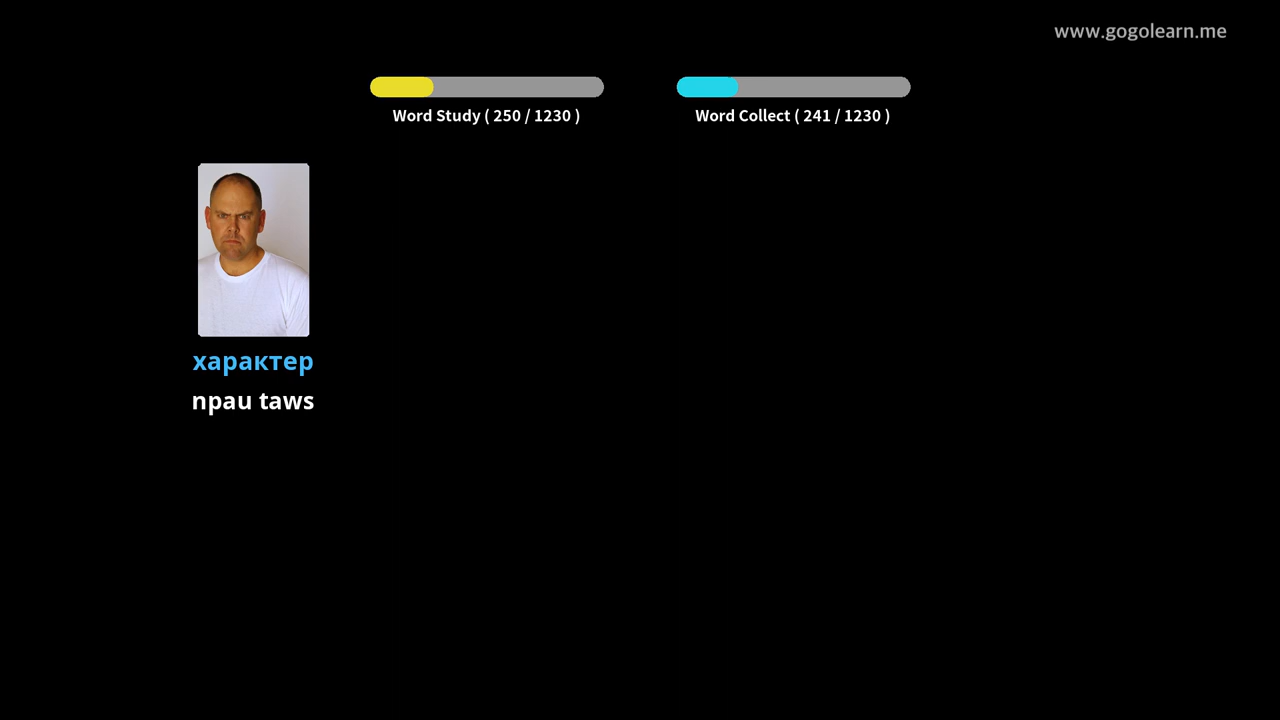 www.gogolearn.me
Word Study ( 250 / 1230 )
Word Collect ( 241 / 1230 )
характер
npau taws